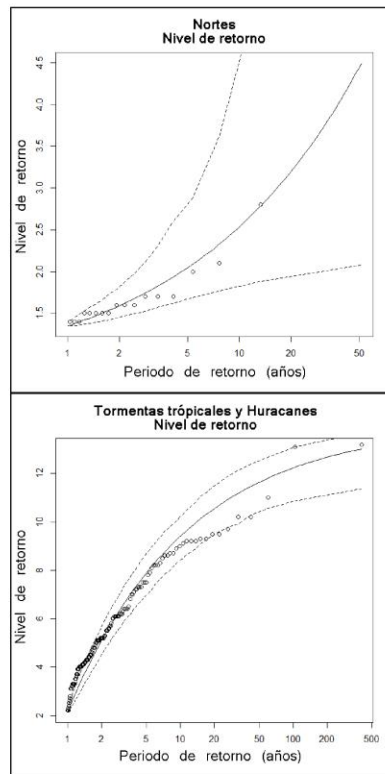 Nortes
Nivel de retorno
4.5
4.0
3.5
3.0
2.5
2.0
1.5
Nivel de retorno
1 2 5 10 20 50
Periodo de retorno (años)
Tormentas trópicales y Huracanes
Nivel de retorno
12
10
8
6
4
2
Nivel de retorno
1 2 5 10 20 50 100 200 500
Periodo de retorno (años)